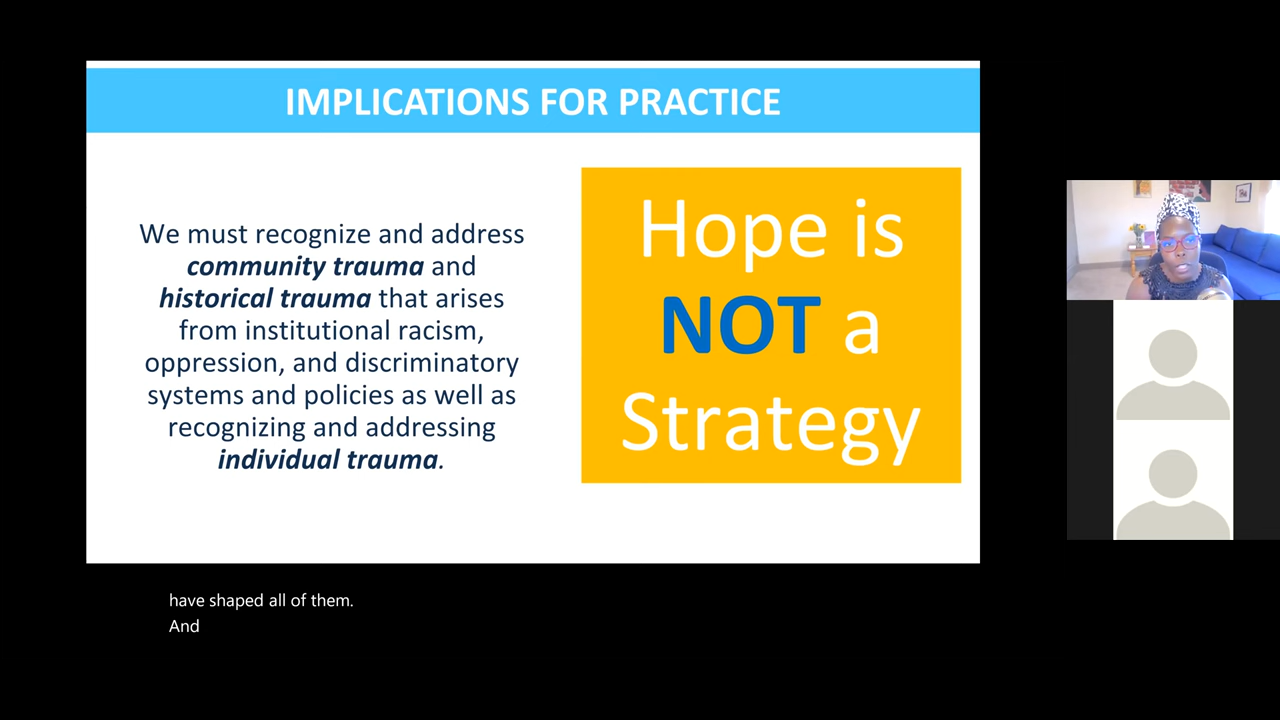 IMPLICATIONS FOR PRACTICE
We must recognize and address
community trauma and
historical trauma that arises
from institutional racism,
oppression, and discriminatory
systems and policies as well as
recognizing and addressing
individual trauma.
Hope is
NOT a
Strategy
have shaped all of them.
And